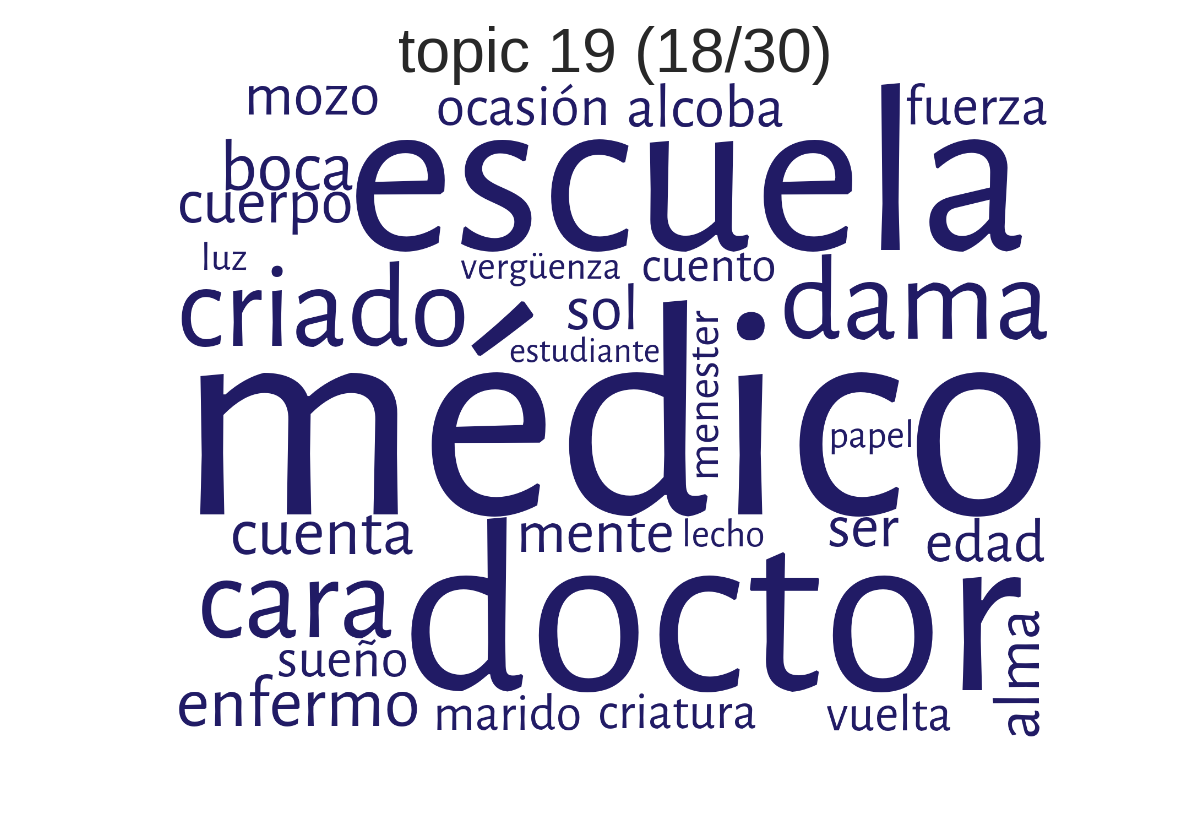 topic 19 (18/30)
mozo ocasión alcoba fuerza
boca escuela
cuerpo
luz vergüenza cuento
criado sol dama
estudiante menester
médico papel
cuenta mente lecho ser edad
cara doctor
sueño alma
enfermo marido criatura vuelta